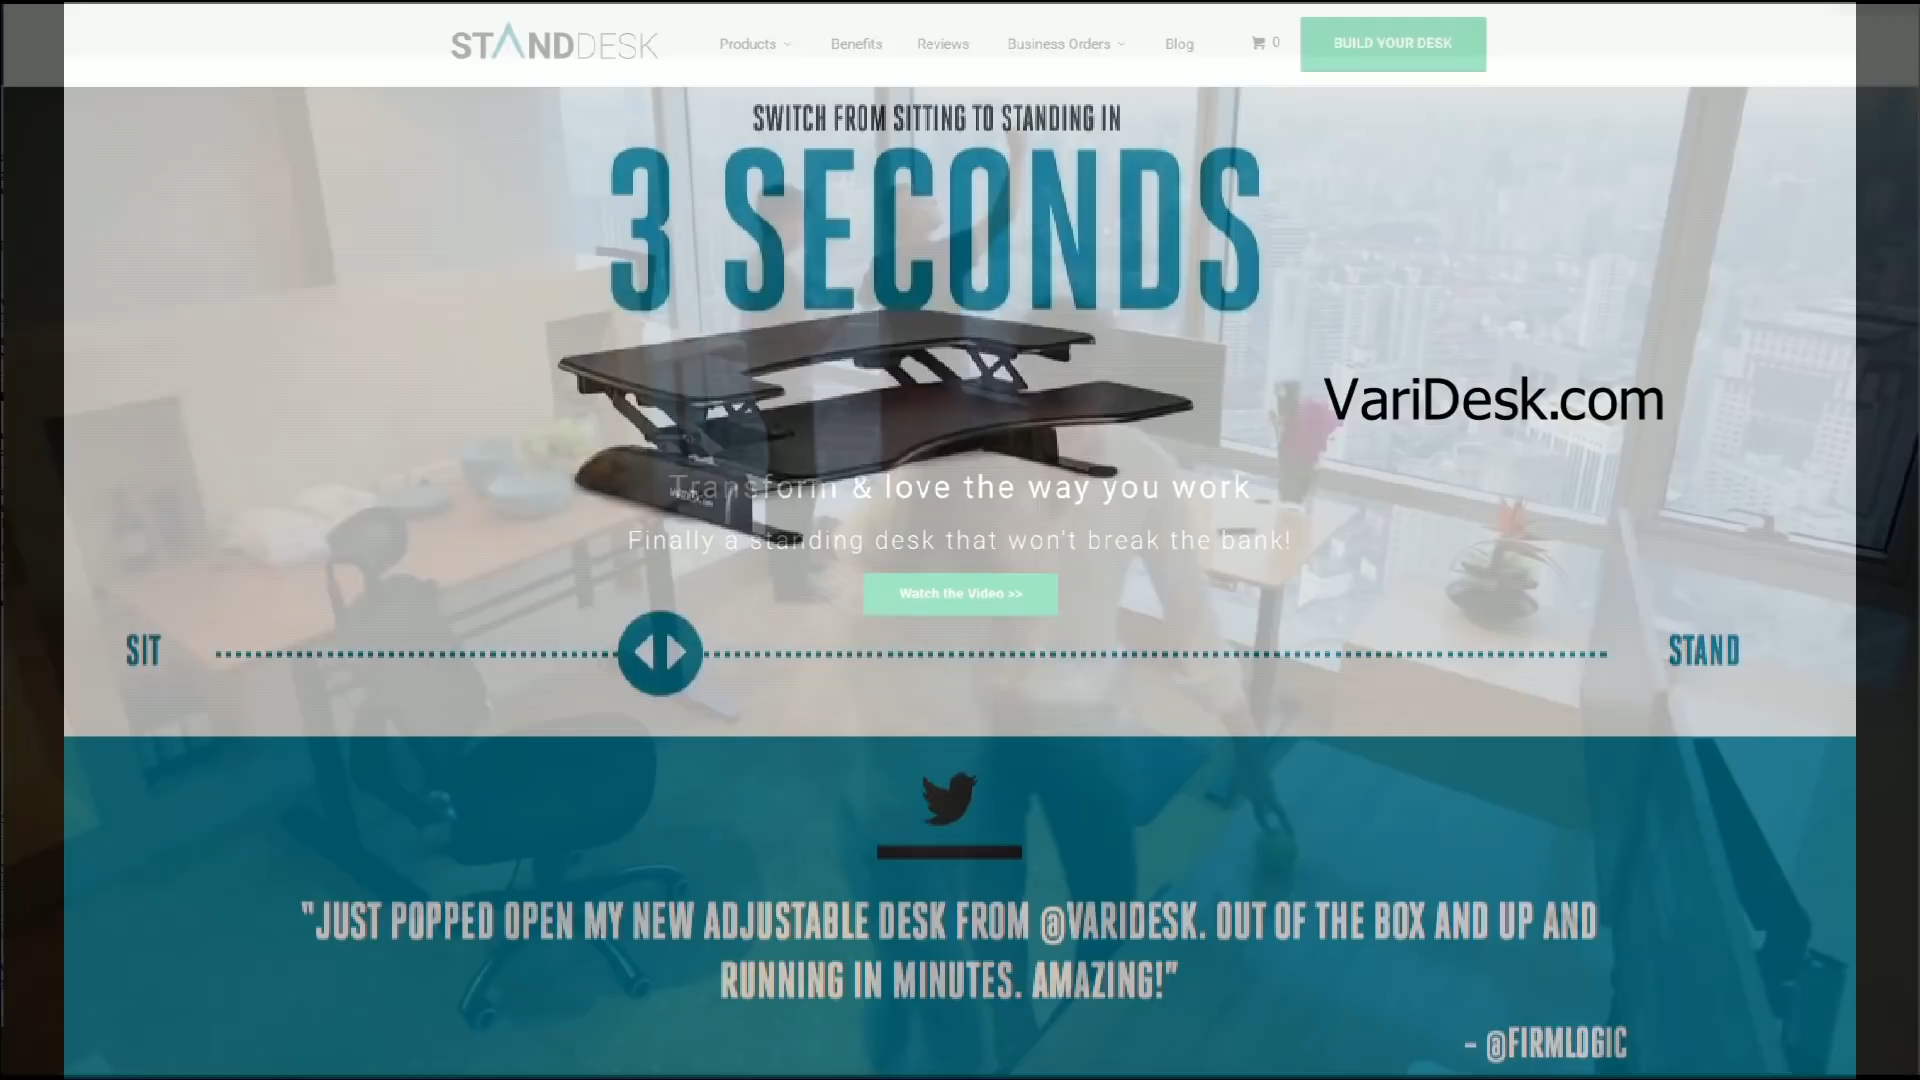 STANDDESK
Products
Benefits
Reviews
Business Orders
Blog
0
BUILD YOUR DESK
SWITCH FROM SITTING TO STANDING IN
3 SECONDS
VariDesk.com
Transform & love the way you work
Finally a standing desk that won't break the bank!
Watch the Video >>
SIT
STAND
"JUST POPPED OPEN MY NEW ADJUSTABLE DESK FROM @VARIDESK. OUT OF THE BOX AND UP AND
RUNNING IN MINUTES. AMAZING!"
- @FIRMLOGIC